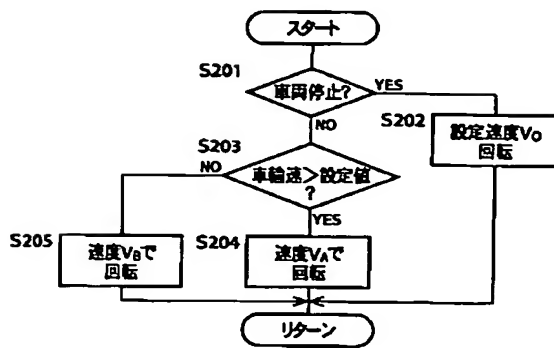 スタート
S201
車両停止?
YES
NO
S202
設定速度VO
回転
S203
NO
車輪速>設定値
?
YES
S205
速度VBで
回転
S204
速度VAで
回転
リターン